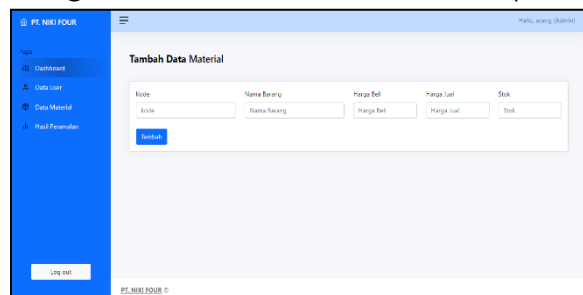 PT. NIKI FOUR
Hallo, acong (Admin)
Dashboard
Data User
Data Material
Hasil Peramalan
Log out
Tambah Data Material
Kode Nama Barang Harga Beli Harga Jual Stok
Kode Nama Barang Harga Beli Harga Jual Stok
Tambah
PT. NIKI FOUR ©